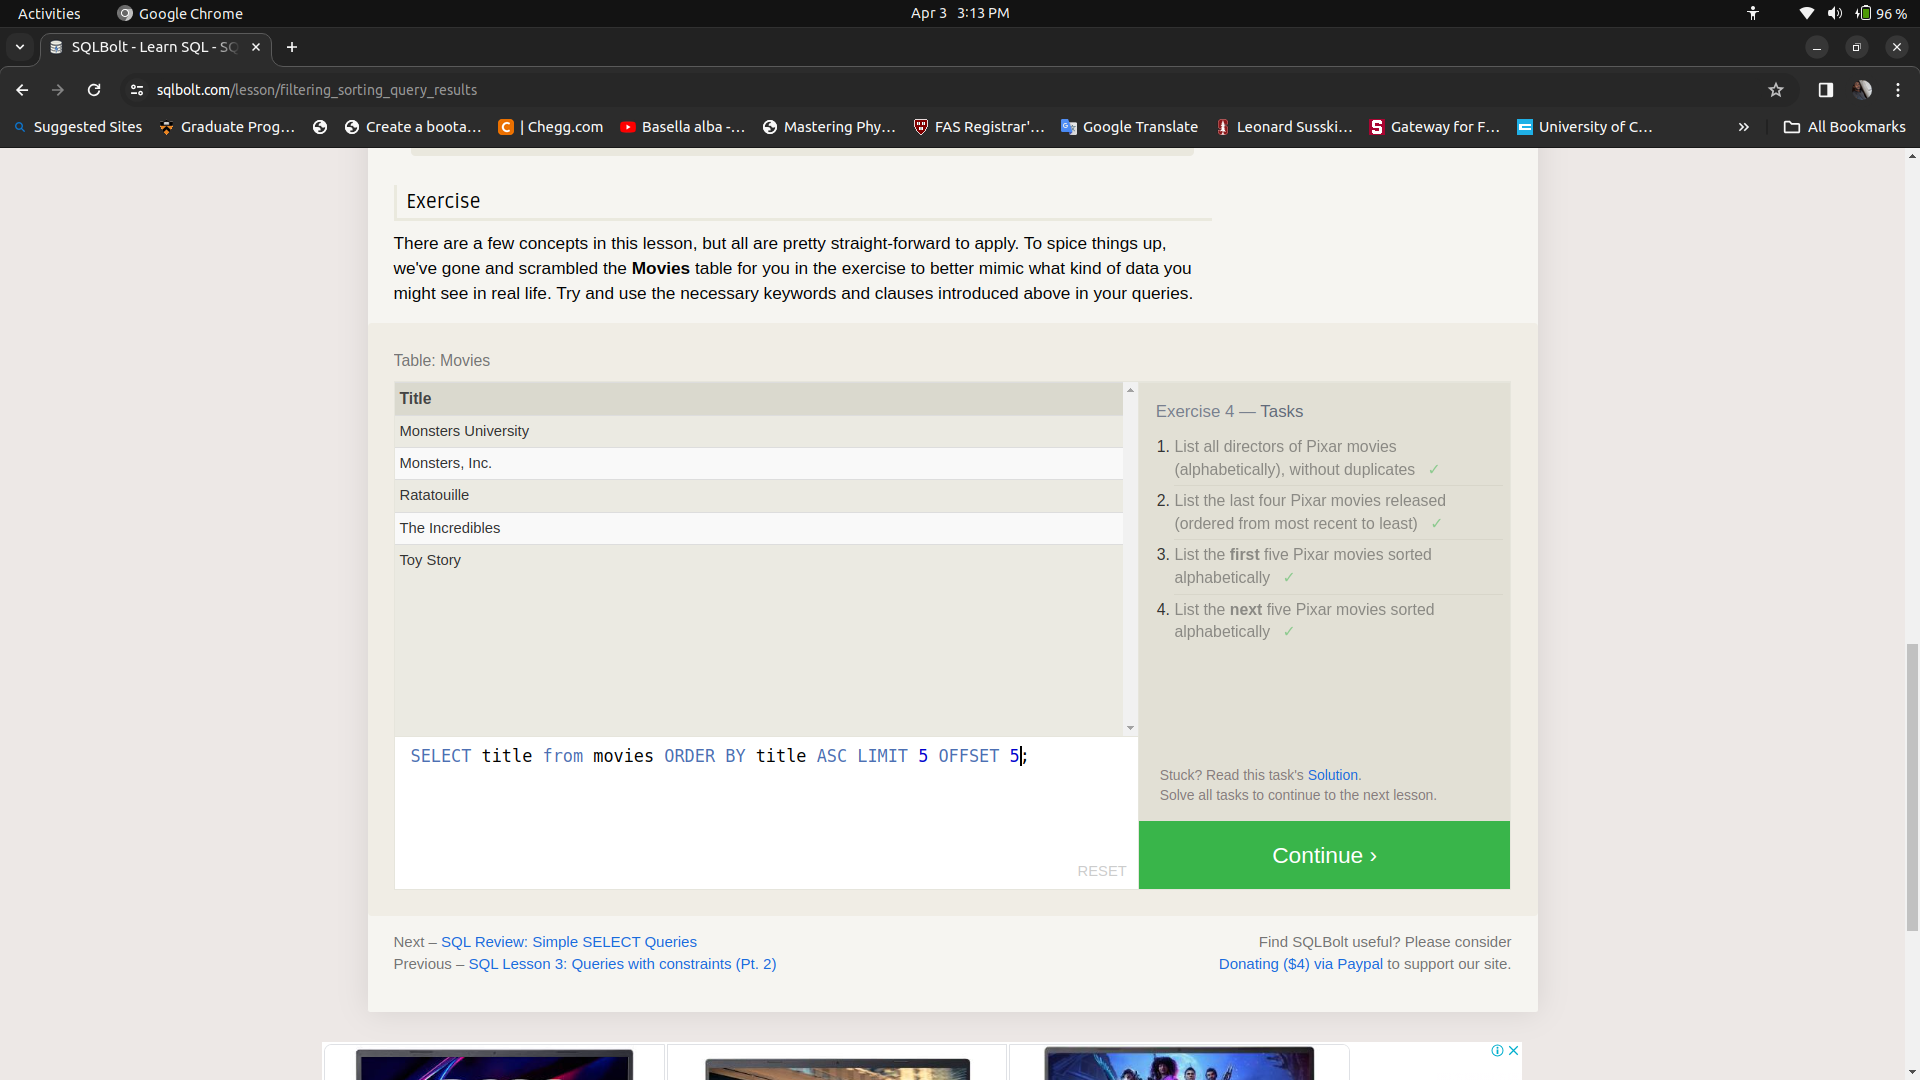 Activities
Google Chrome
Apr 3 3:13 PM
96 %
SQLBolt - Learn SQL - SQ
sqlbolt.com/lesson/filtering_sorting_query_results
Suggested Sites
Graduate Prog...
Create a boota...
| Chegg.com
Basella alba -...
Mastering Phy...
FAS Registrar'...
Google Translate
Leonard Susski...
Gateway for F...
University of C...
»
All Bookmarks
Exercise
There are a few concepts in this lesson, but all are pretty straight-forward to apply. To spice things up,
we've gone and scrambled the Movies table for you in the exercise to better mimic what kind of data you
might see in real life. Try and use the necessary keywords and clauses introduced above in your queries.
Table: Movies
Title
Monsters University
Monsters, Inc.
Ratatouille
The Incredibles
Toy Story
SELECT title from movies ORDER BY title ASC LIMIT 5 OFFSET 5;
RESET
Exercise 4 — Tasks
1. List all directors of Pixar movies
(alphabetically), without duplicates ✓
2. List the last four Pixar movies released
(ordered from most recent to least) ✓
3. List the first five Pixar movies sorted
alphabetically ✓
4. List the next five Pixar movies sorted
alphabetically ✓
Stuck? Read this task's Solution.
Solve all tasks to continue to the next lesson.
Continue ›
Next – SQL Review: Simple SELECT Queries
Previous – SQL Lesson 3: Queries with constraints (Pt. 2)
Find SQLBolt useful? Please consider
Donating ($4) via Paypal to support our site.